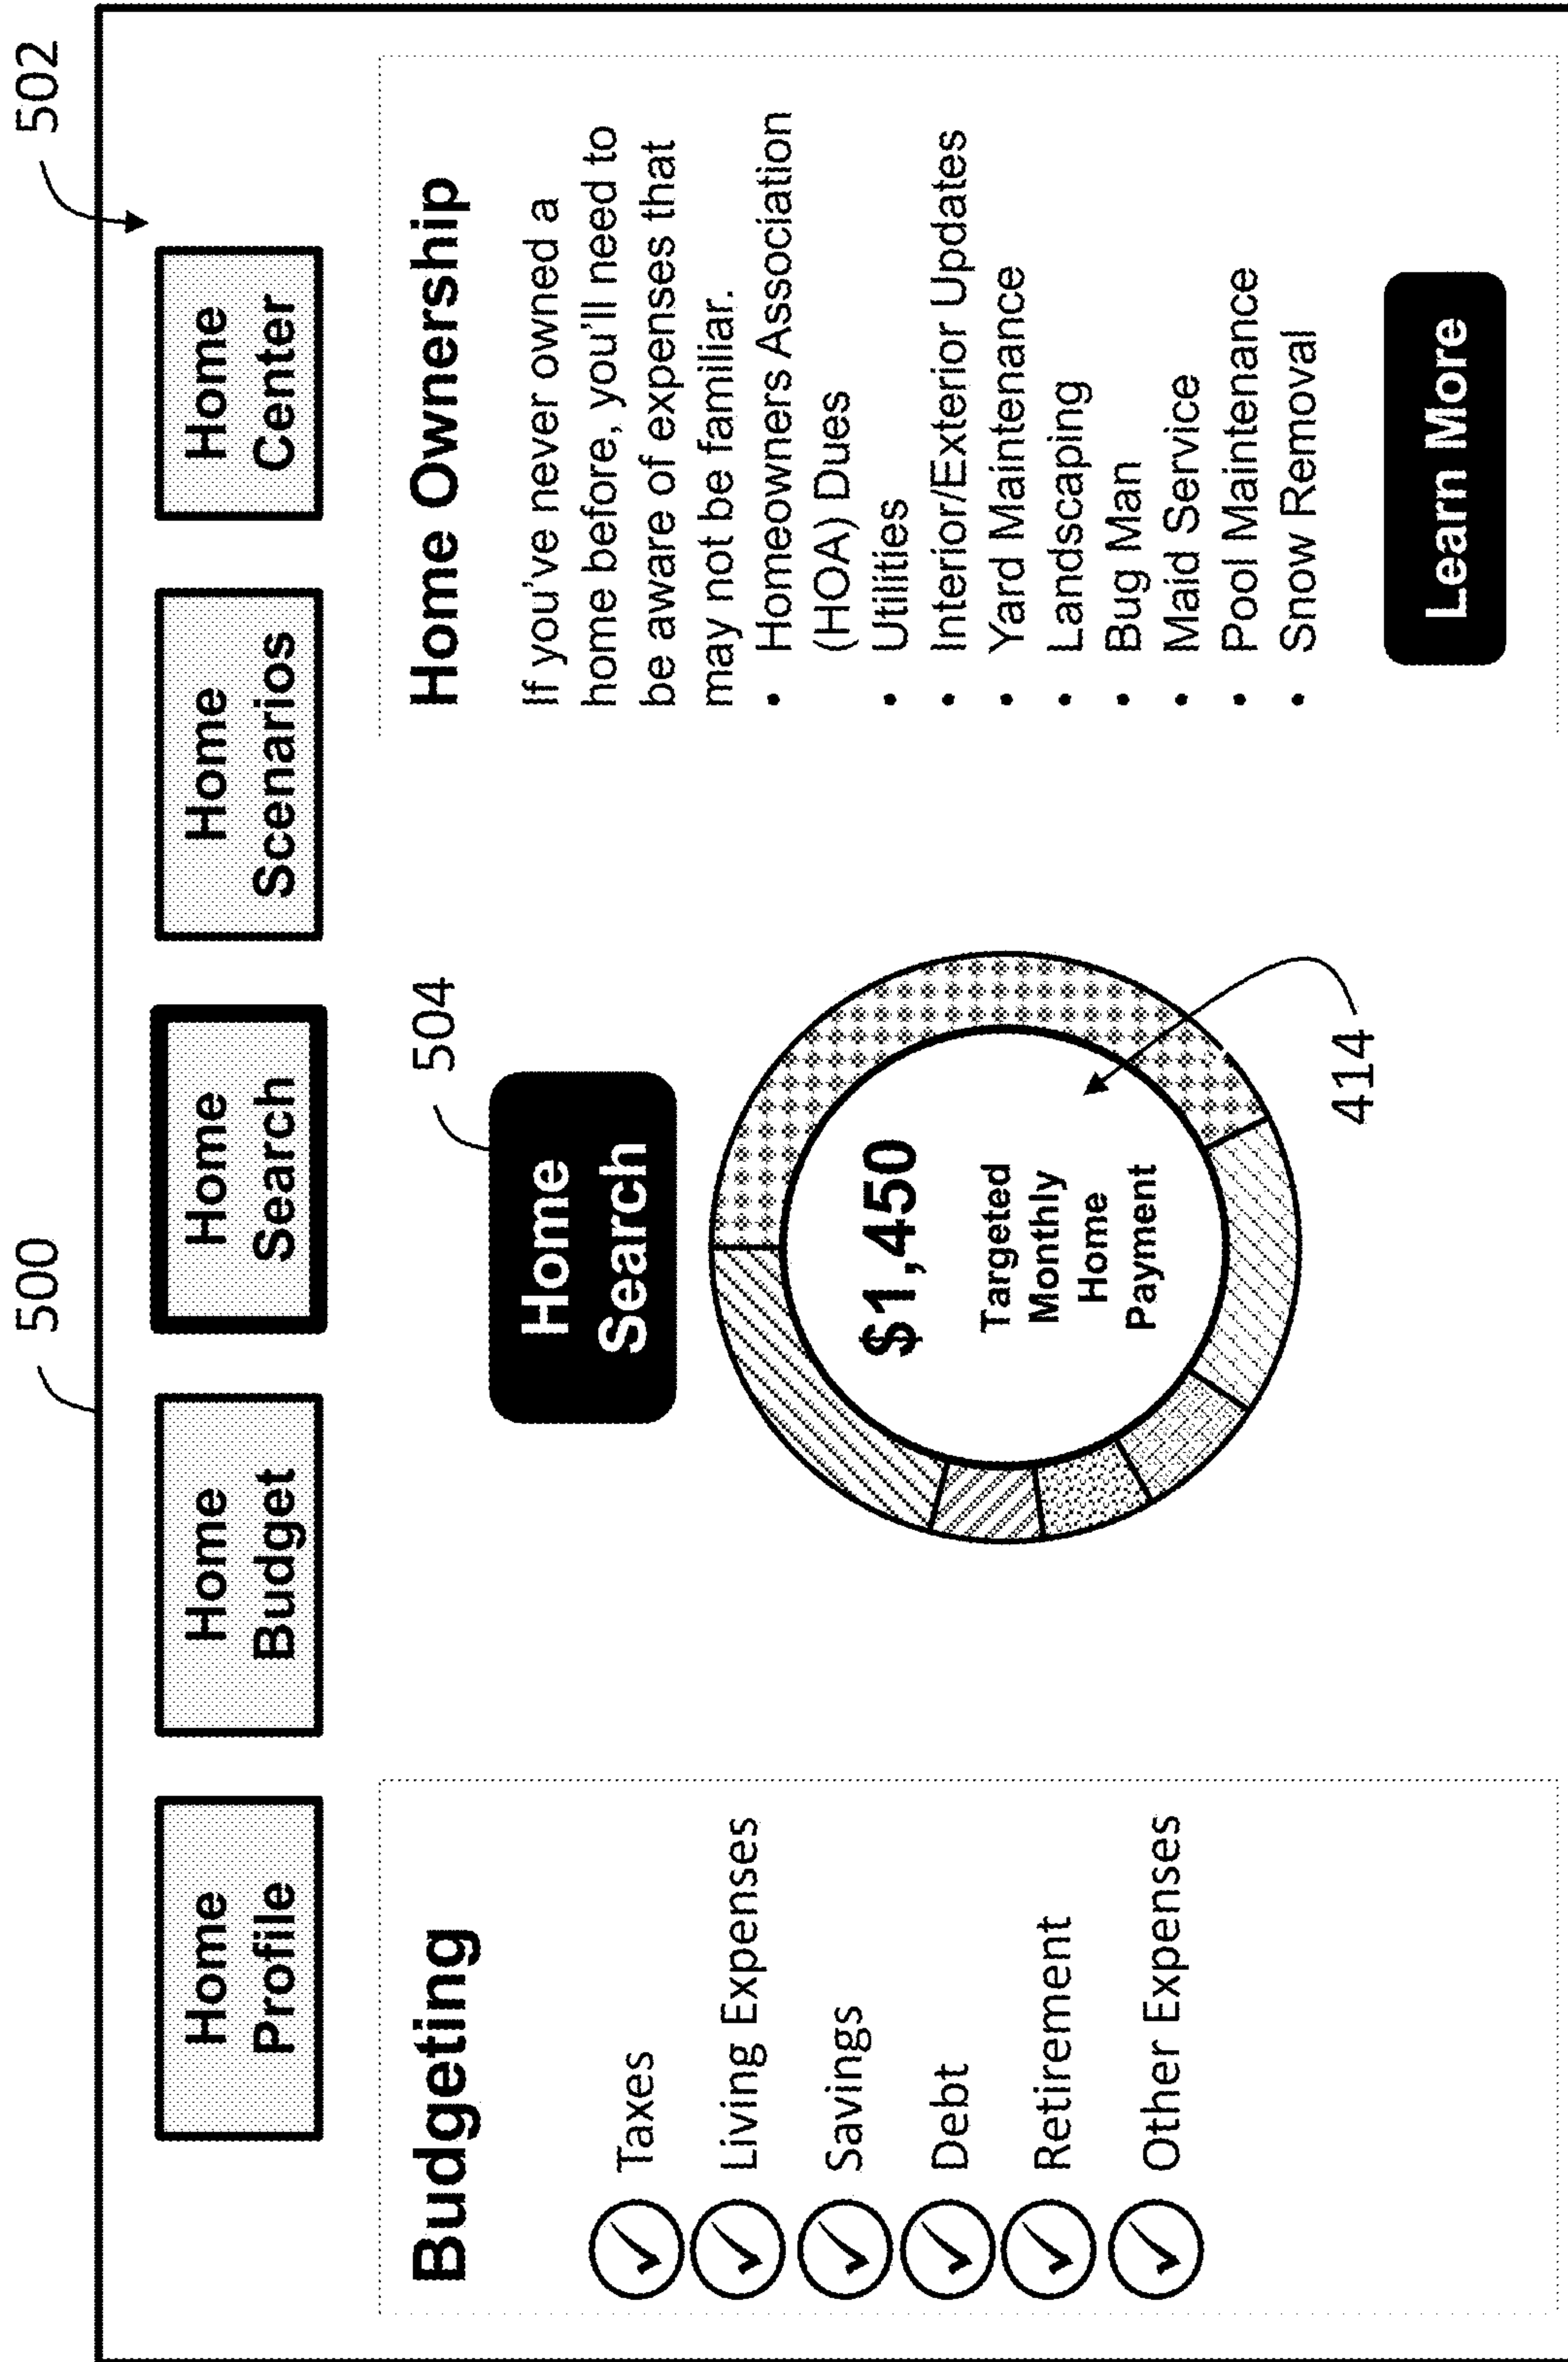 500
502
Home
Profile
Home
Budget
Home
Search
Home
Scenarios
Home
Center
Budgeting
Taxes
Living Expenses
Savings
Debt
Retirement
Other Expenses
504
Home
Search
$1,450
Targeted
Monthly
Home
Payment
414
Home Ownership
If you've never owned a
home before, you'll need to
be aware of expenses that
may not be familiar.
• Homeowners Association
(HOA) Dues
• Utilities
• Interior/Exterior Updates
• Yard Maintenance
• Landscaping
• Bug Man
• Maid Service
• Pool Maintenance
• Snow Removal
Learn More